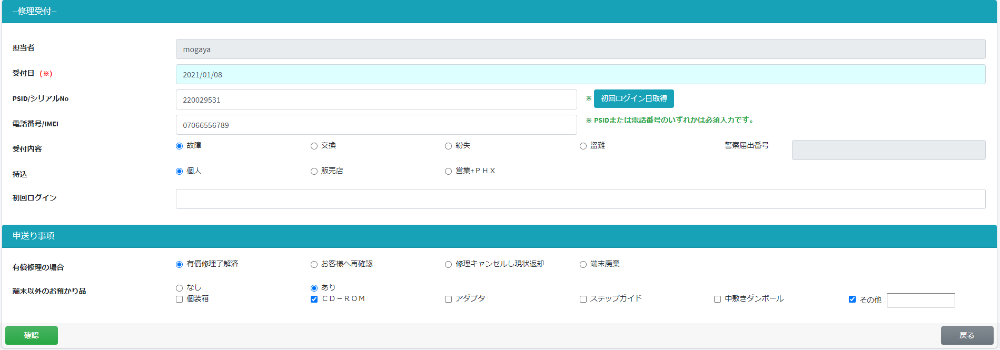 --修理受付--
担当者 mogaya
受付日 (※) 2021/01/08
PSID/シリアルNo 220029531 ※ 初回ログイン日取得
電話番号/IMEI 07066556789 ※ PSIDまたは電話番号のいずれかは必須入力です。
受付内容 故障 交換 紛失 盗難 警察届出番号
持込 個人 販売店 営業+ＰＨＸ
初回ログイン
申送り事項
有償修理の場合 有償修理了解済 お客様へ再確認 修理キャンセルし現状返却 端末廃棄
端末以外のお預かり品 なし あり
個装箱 ＣＤ－ＲＯＭ アダプタ ステップガイド 中敷きダンボール その他
確認 戻る